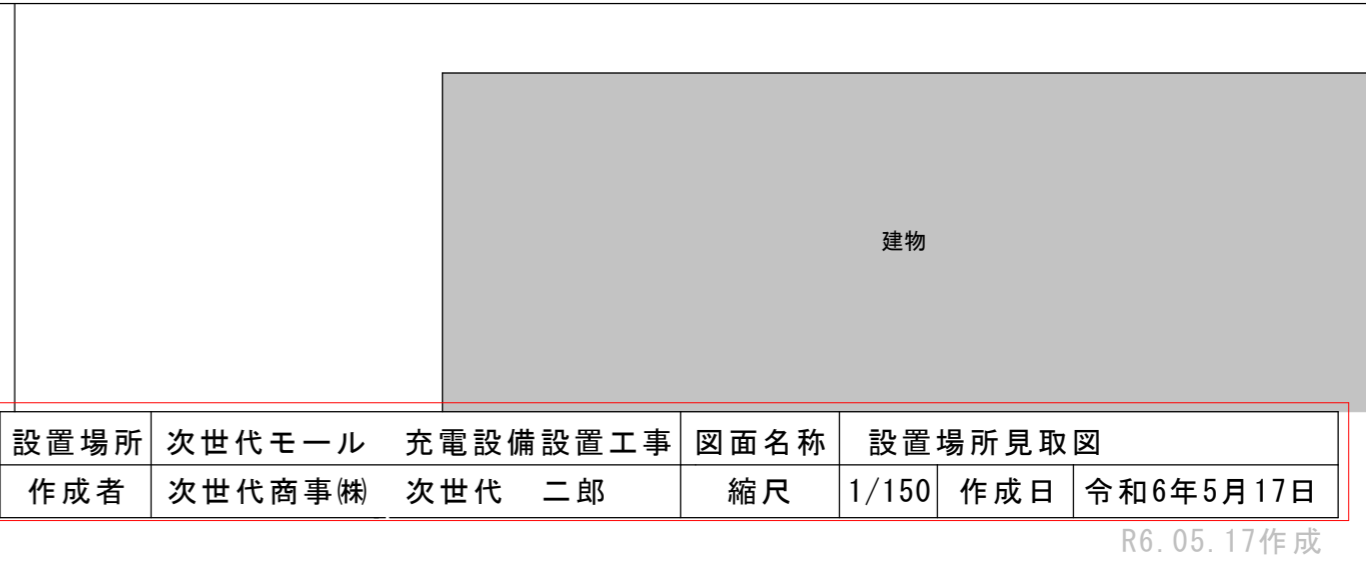 建物
設置場所 次世代モール　充電設備設置工事 図面名称 設置場所見取図
作成者 次世代商事㈱　次世代　二郎 縮尺 1/150 作成日 令和6年5月17日
R6.05.17作成